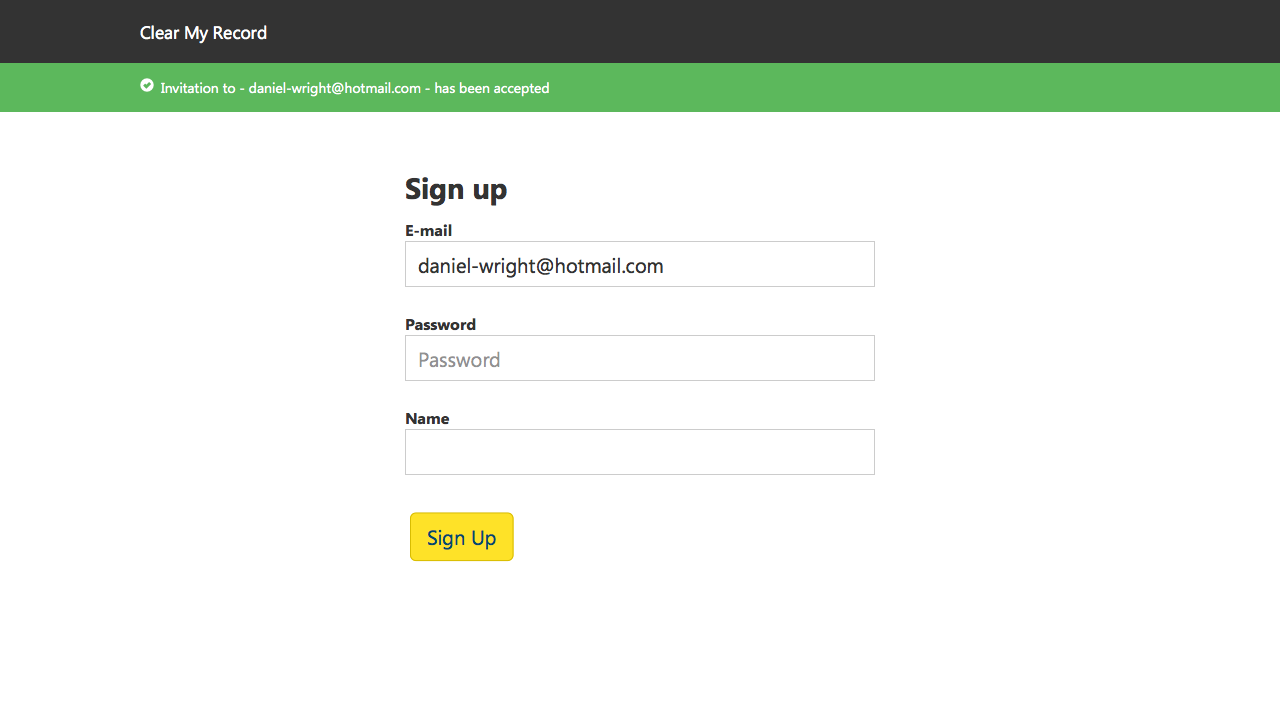 Clear My Record
Invitation to - daniel-wright@hotmail.com - has been accepted
Sign up
E-mail
daniel-wright@hotmail.com
Password
Password
Name
Sign Up